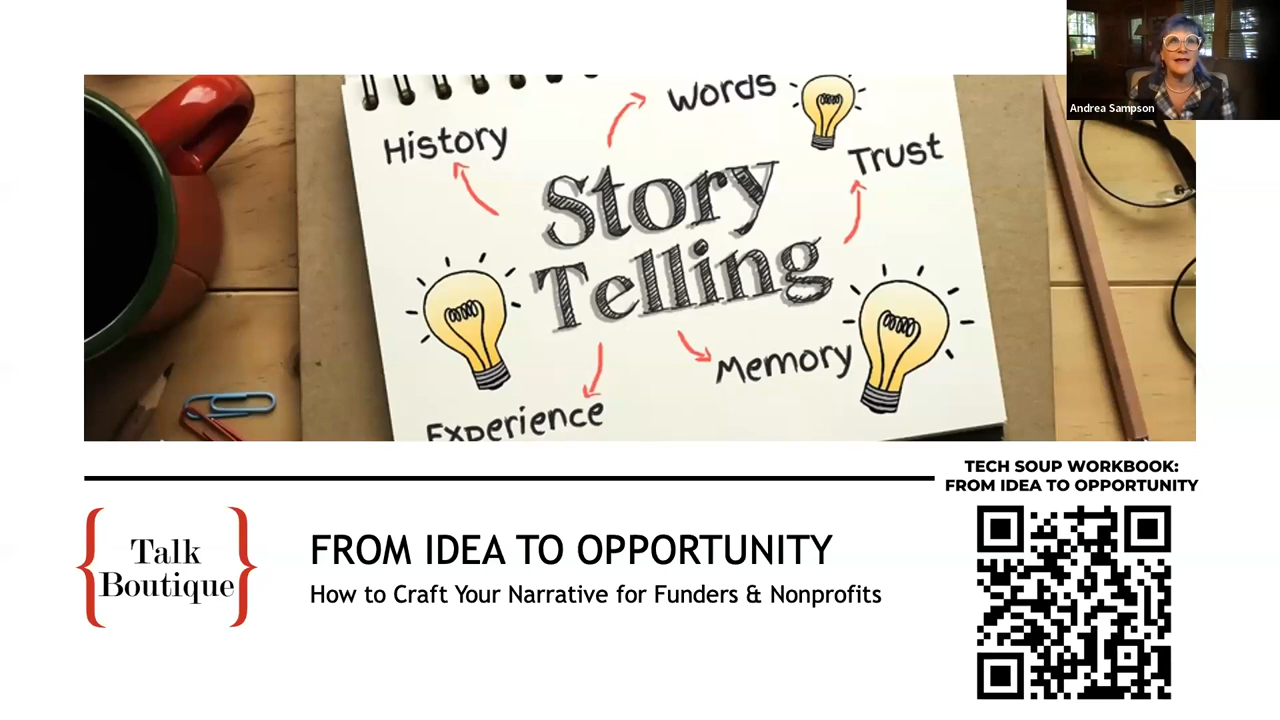 Andrea Sampson
Words
History
Trust
Story
Telling
Memory
Experience
TECH SOUP WORKBOOK:
FROM IDEA TO OPPORTUNITY
Talk
Boutique
FROM IDEA TO OPPORTUNITY
How to Craft Your Narrative for Funders & Nonprofits